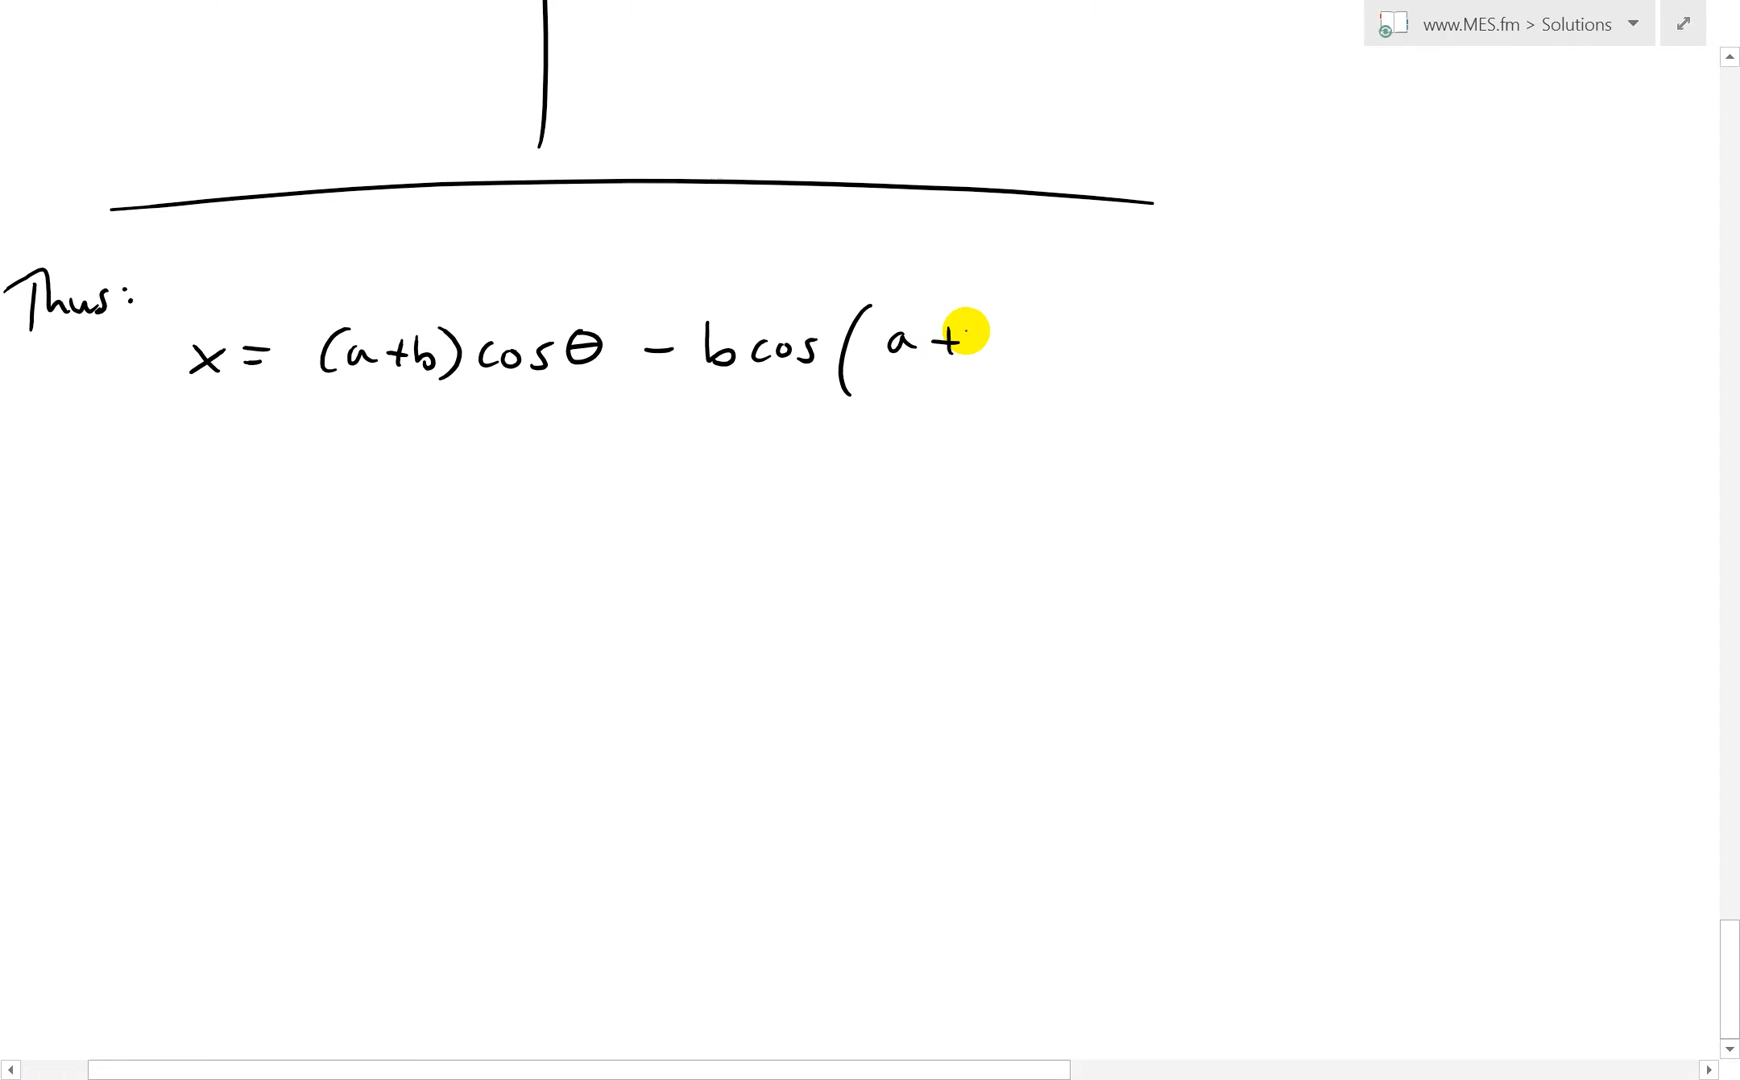 www.MES.fm > Solutions
Thus:
x = (a+b) cos θ - b cos ( a +